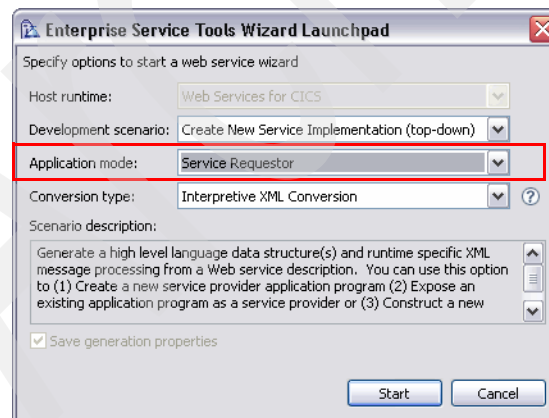 Enterprise Service Tools Wizard Launchpad
Specify options to start a web service wizard
Host runtime: Web Services for CICS
Development scenario: Create New Service Implementation (top-down)
Application mode: Service Requestor
Conversion type: Interpretive XML Conversion ?
Scenario description:
Generate a high level language data structure(s) and runtime specific XML
message processing from a Web service description. You can use this option
to (1) Create a new service provider application program (2) Expose an
existing application program as a service provider or (3) Construct a new
Save generation properties
Start Cancel